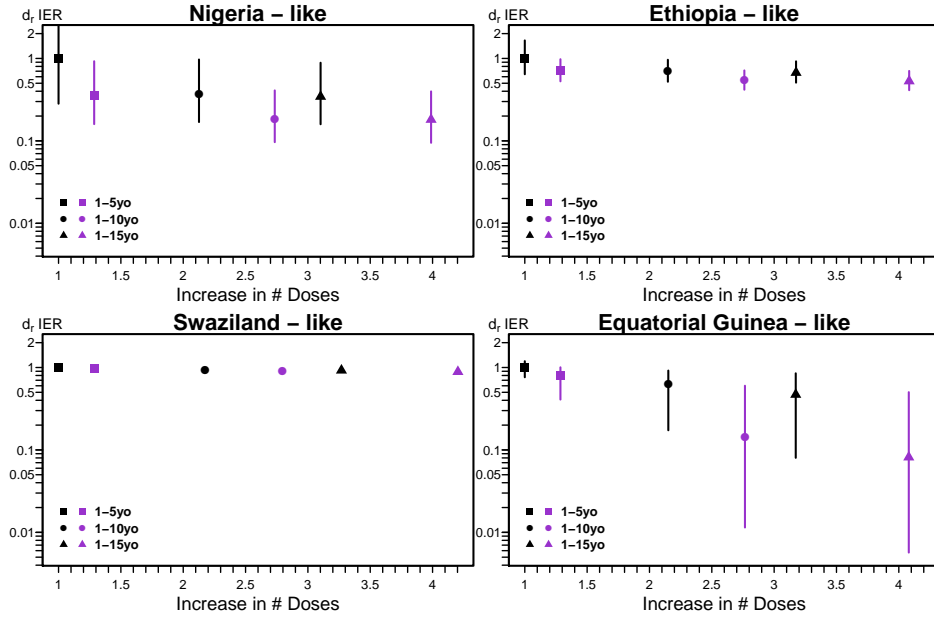 Nigeria – like
dr IER
2
1
0.5
0.1
0.05
0.01
1–5yo
1–10yo
1–15yo
1 1.5 2 2.5 3 3.5 4
Increase in # Doses
Ethiopia – like
dr IER
2
1
0.5
0.1
0.05
0.01
1–5yo
1–10yo
1–15yo
1 1.5 2 2.5 3 3.5 4
Increase in # Doses
Swaziland – like
dr IER
2
1
0.5
0.1
0.05
0.01
1–5yo
1–10yo
1–15yo
1 1.5 2 2.5 3 3.5 4
Increase in # Doses
Equatorial Guinea – like
dr IER
2
1
0.5
0.1
0.05
0.01
1–5yo
1–10yo
1–15yo
1 1.5 2 2.5 3 3.5 4
Increase in # Doses